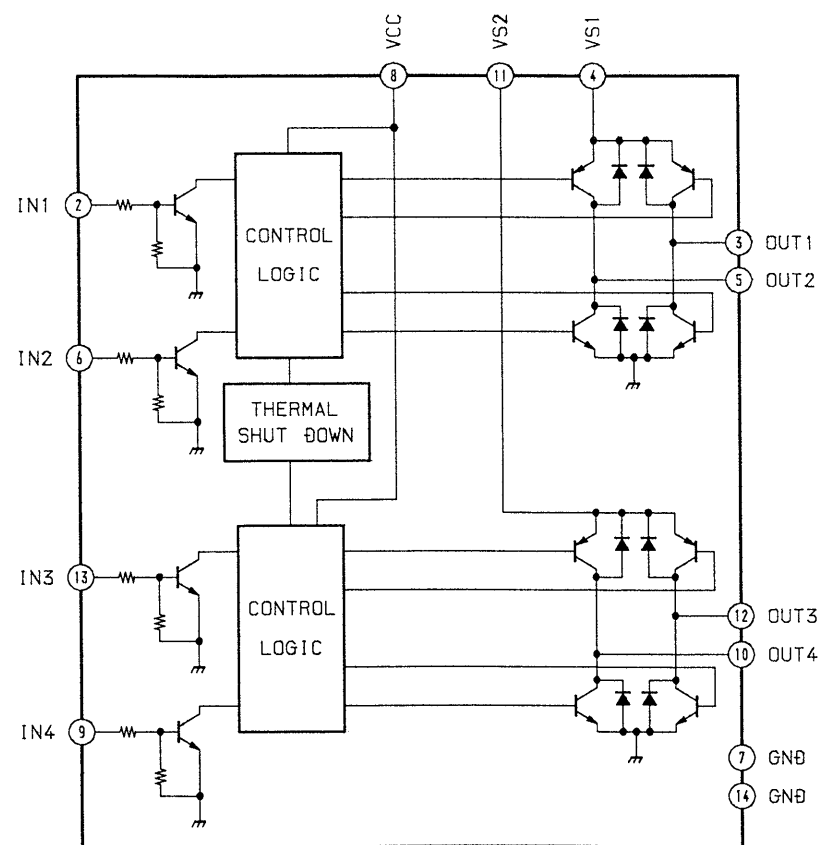 VCC
VS2
VS1
8
11
4
IN1 2
CONTROL
LOGIC
3 OUT1
5 OUT2
IN2 6
THERMAL
SHUT DOWN
IN3 13
CONTROL
LOGIC
12 OUT3
10 OUT4
IN4 9
7 GND
14 GND